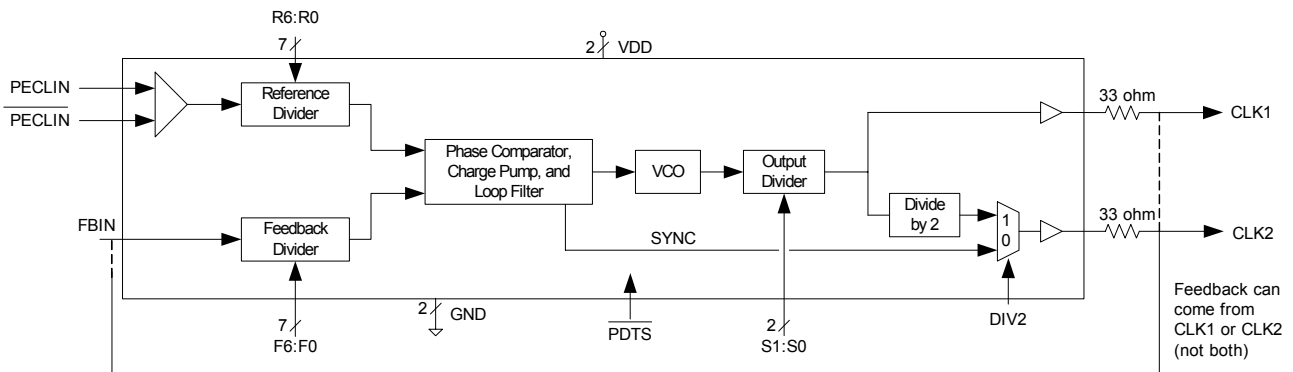 R6:R0
7
2 VDD
PECLIN
PECLIN
Reference
Divider
33 ohm
CLK1
Phase Comparator,
Charge Pump, and
Loop Filter
VCO
Output
Divider
Divide
by 2
1
0
33 ohm
CLK2
FBIN
Feedback
Divider
SYNC
Feedback can
come from
CLK1 or CLK2
(not both)
2 GND
PDTS
2
S1:S0
DIV2
7
F6:F0